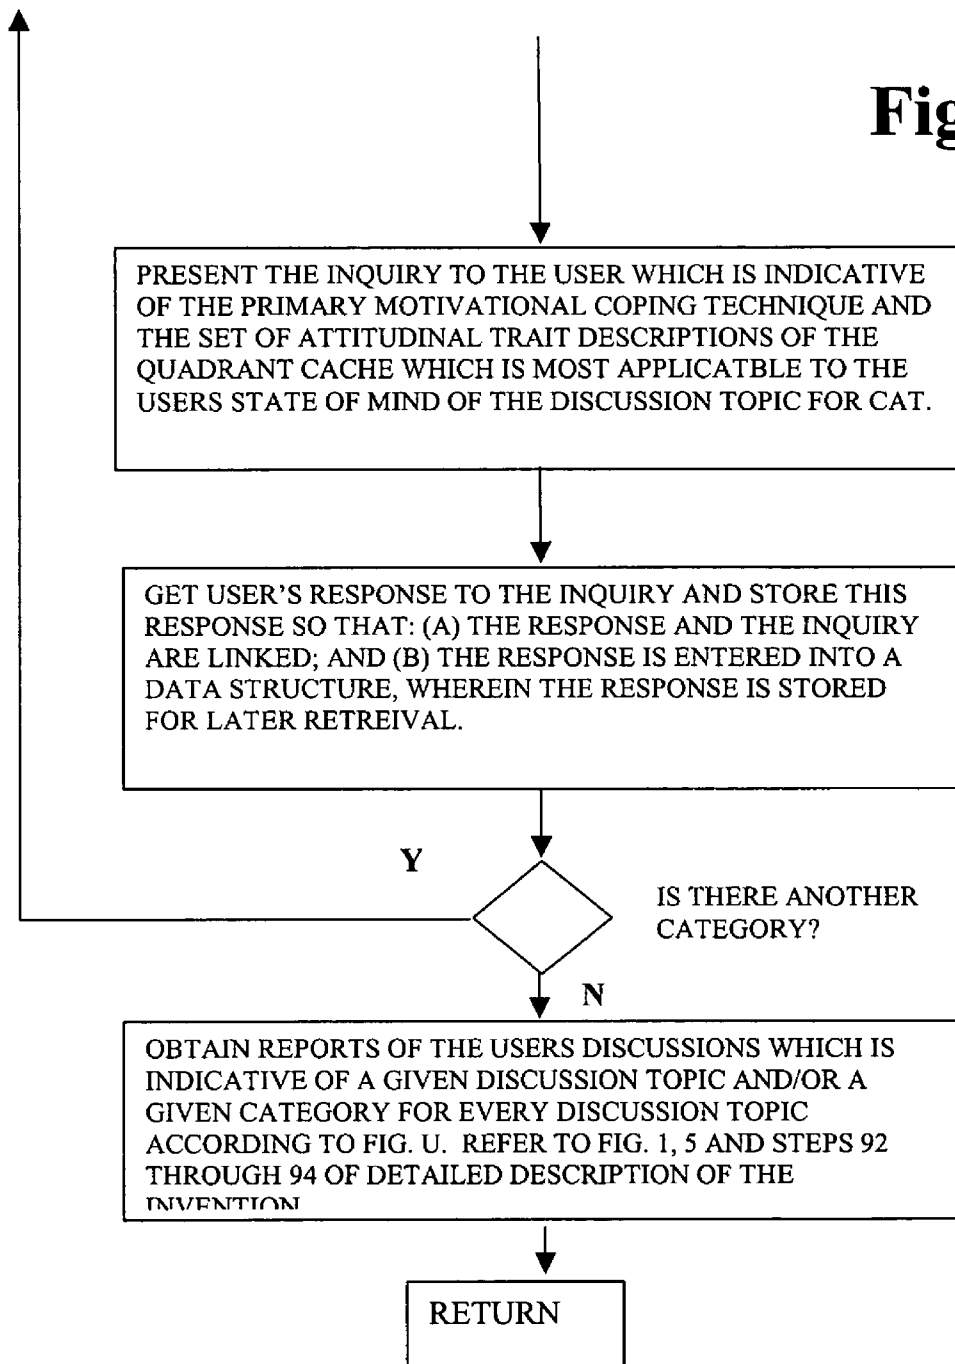 Fig
PRESENT THE INQUIRY TO THE USER WHICH IS INDICATIVE
OF THE PRIMARY MOTIVATIONAL COPING TECHNIQUE AND
THE SET OF ATTITUDINAL TRAIT DESCRIPTIONS OF THE
QUADRANT CACHE WHICH IS MOST APPLICATBLE TO THE
USERS STATE OF MIND OF THE DISCUSSION TOPIC FOR CAT.
GET USER'S RESPONSE TO THE INQUIRY AND STORE THIS
RESPONSE SO THAT: (A) THE RESPONSE AND THE INQUIRY
ARE LINKED; AND (B) THE RESPONSE IS ENTERED INTO A
DATA STRUCTURE, WHEREIN THE RESPONSE IS STORED
FOR LATER RETREIVAL.
Y
IS THERE ANOTHER
CATEGORY?
N
OBTAIN REPORTS OF THE USERS DISCUSSIONS WHICH IS
INDICATIVE OF A GIVEN DISCUSSION TOPIC AND/OR A
GIVEN CATEGORY FOR EVERY DISCUSSION TOPIC
ACCORDING TO FIG. U. REFER TO FIG. 1, 5 AND STEPS 92
THROUGH 94 OF DETAILED DESCRIPTION OF THE
INVENTION
RETURN